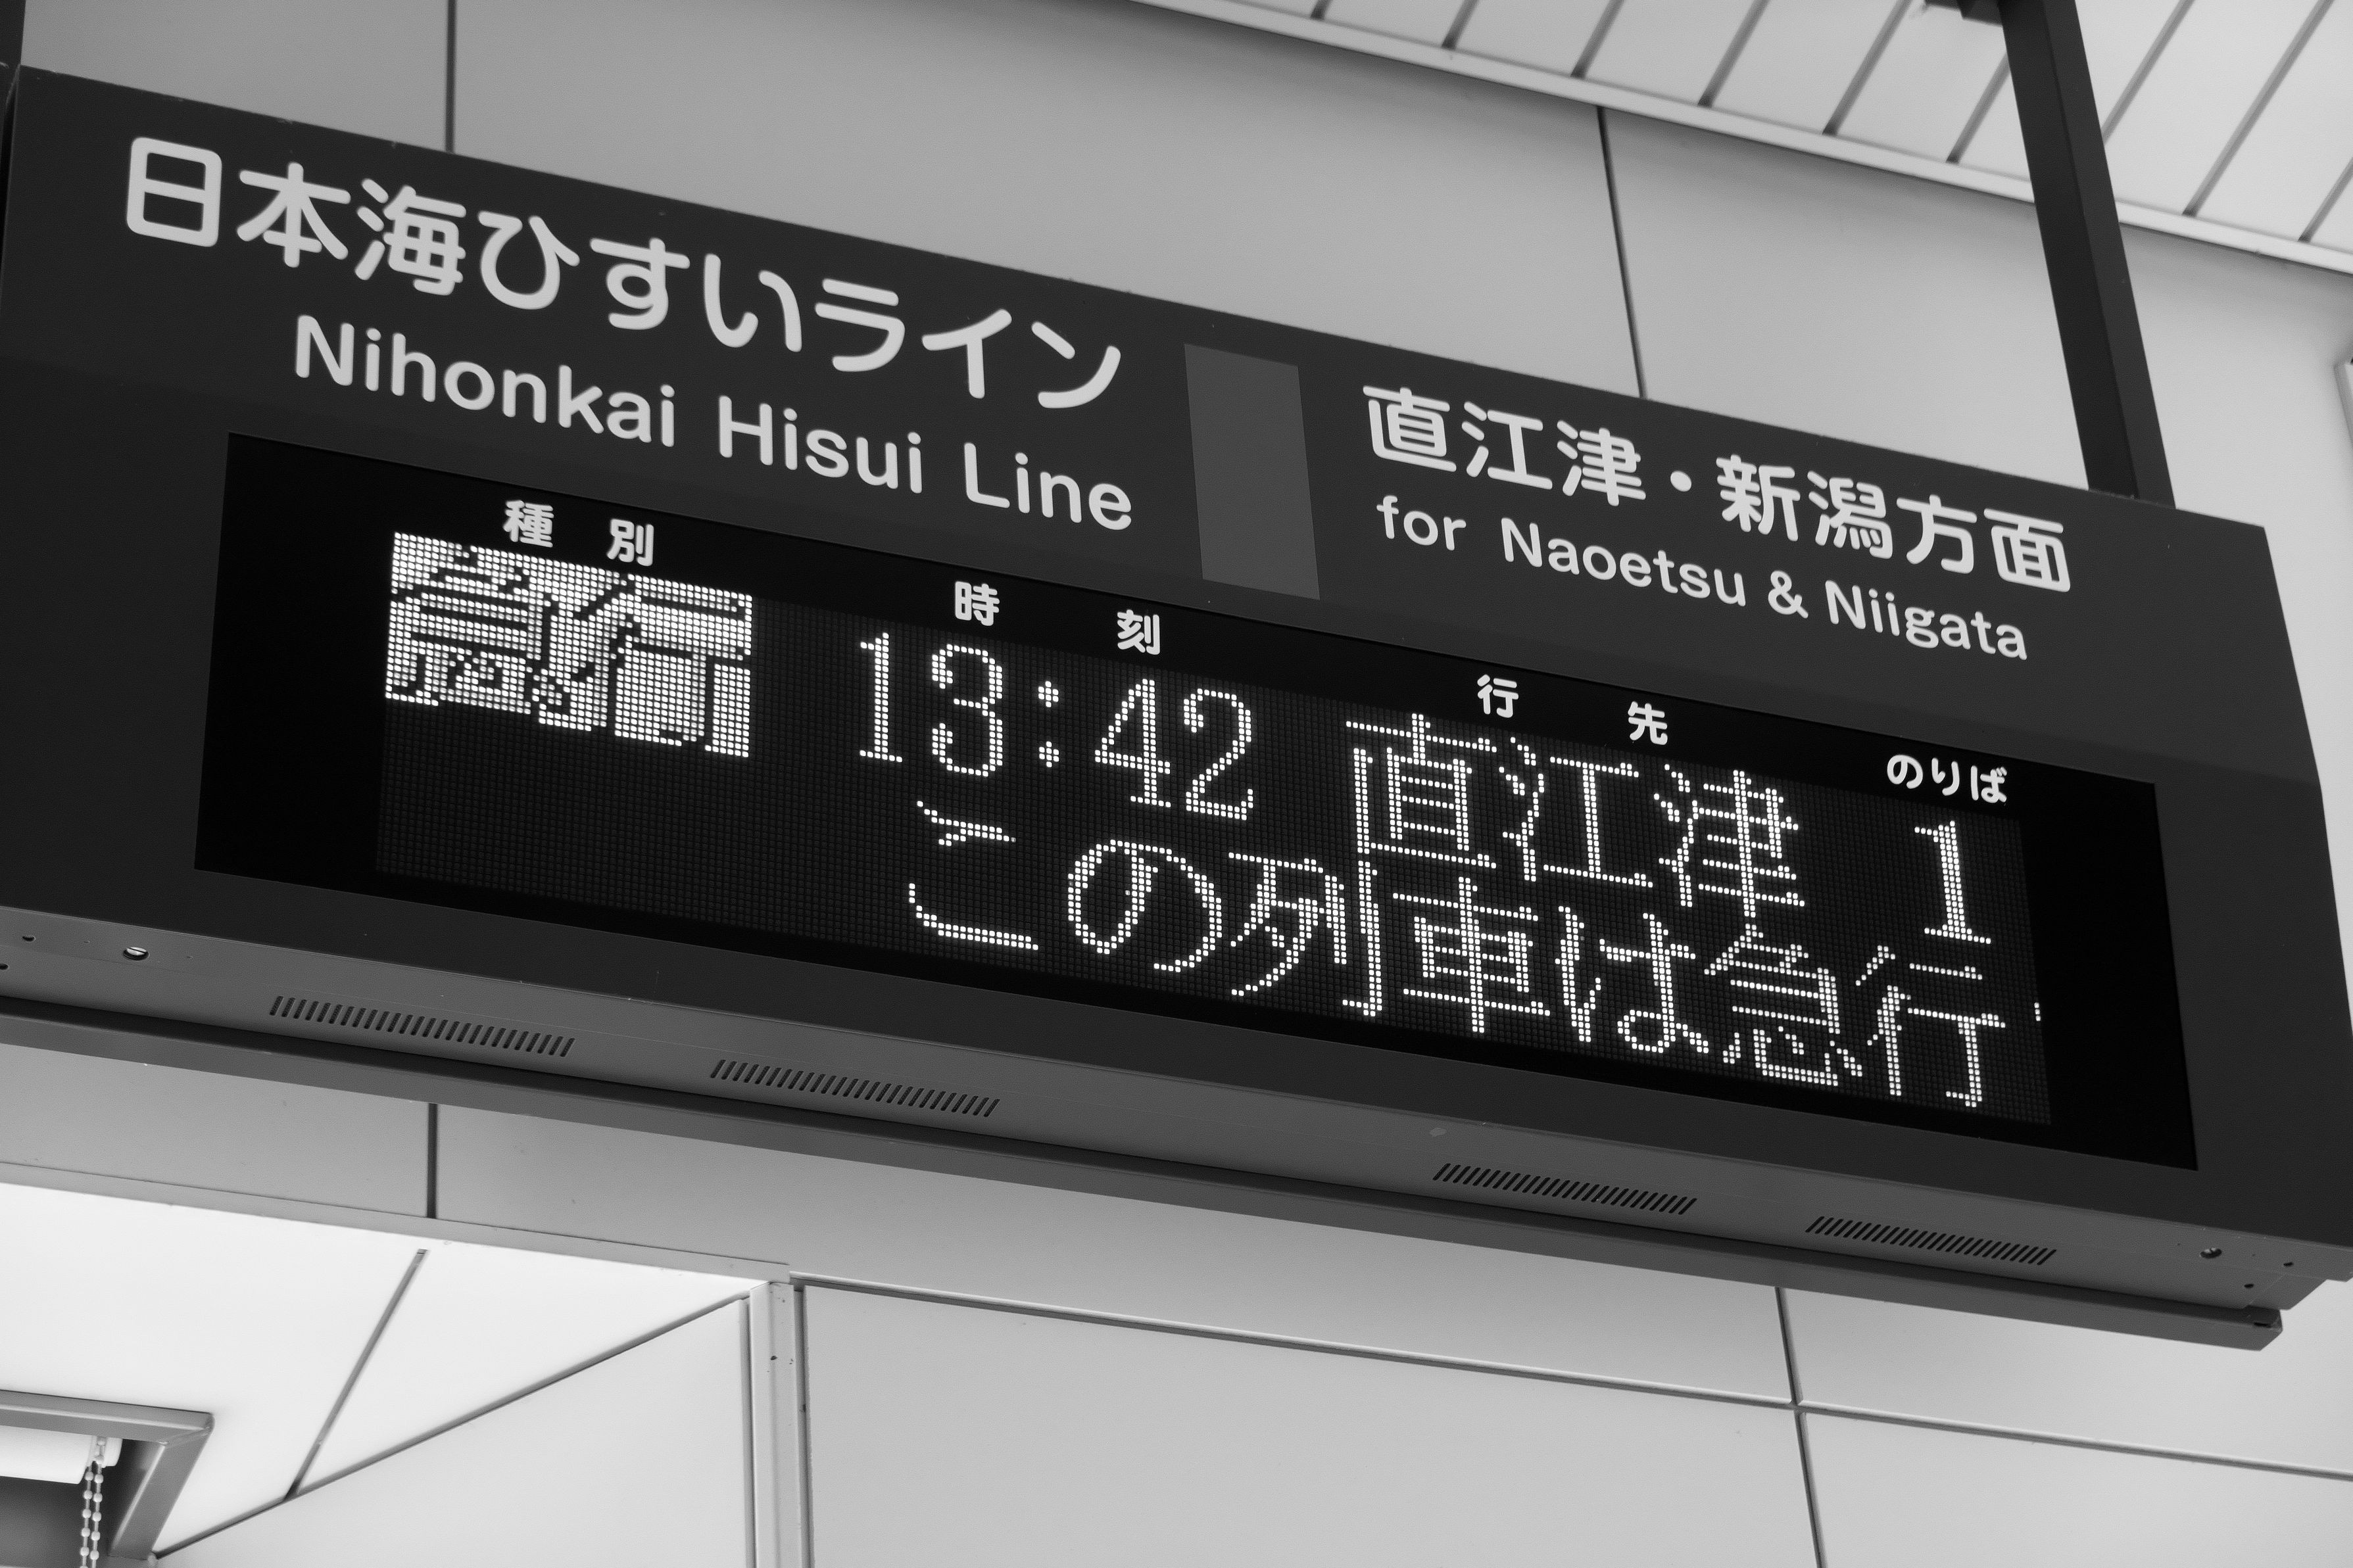 日本海ひすいライン
Nihonkai Hisui Line
直江津・新潟方面
for Naoetsu & Niigata
種別 時刻 行先 のりば
急行 13:42 直江津 1
この列車は急行